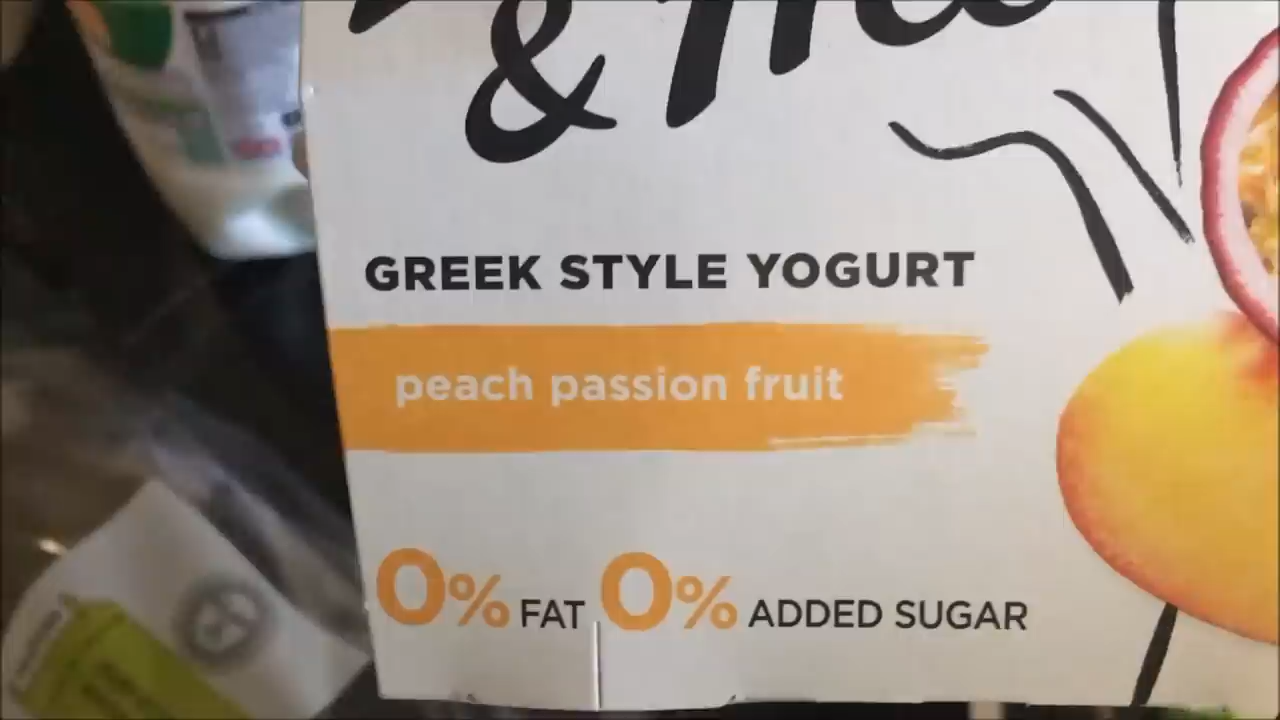 &
GREEK STYLE YOGURT
peach passion fruit
0% FAT 0% ADDED SUGAR